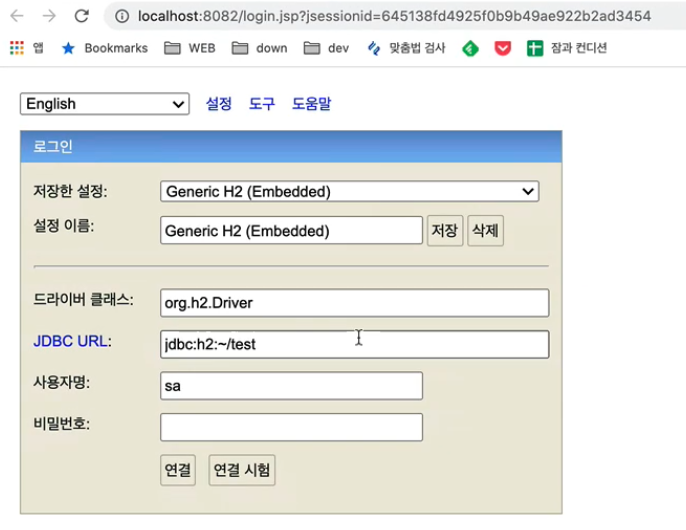 localhost:8082/login.jsp?jsessionid=645138fd4925f0b9b49ae922b2ad3454
앱 Bookmarks WEB down dev 맞춤법 검사 잠과 컨디션
English 설정 도구 도움말
로그인
저장한 설정: Generic H2 (Embedded)
설정 이름: Generic H2 (Embedded) 저장 삭제
드라이버 클래스: org.h2.Driver
JDBC URL: jdbc:h2:~/test
사용자명: sa
비밀번호:
연결 연결 시험